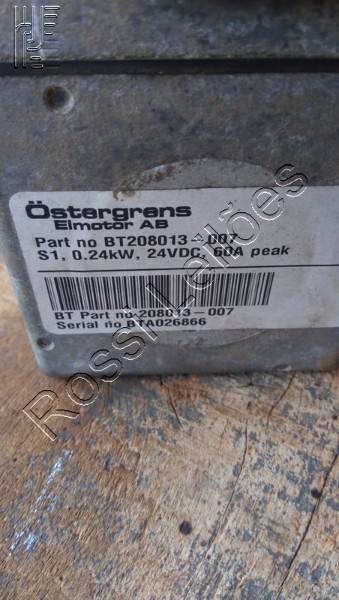 Östergrens
Elmotor AB
Part no BT208013-007
S1, 0.24kW, 24VDC, 60A peak
BT Part no 208013-007
Serial no BTA026866
Rossi Leilões